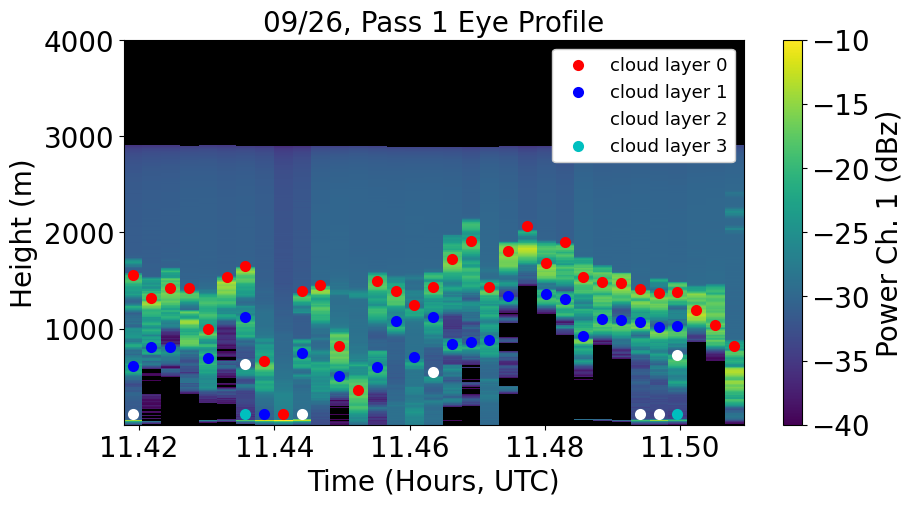 09/26, Pass 1 Eye Profile
4000
3000
2000
1000
Height (m)
cloud layer 0
cloud layer 1
cloud layer 2
cloud layer 3
11.42 11.44 11.46 11.48 11.50
Time (Hours, UTC)
−10
−15
−20
−25
−30
−35
−40
Power Ch. 1 (dBz)